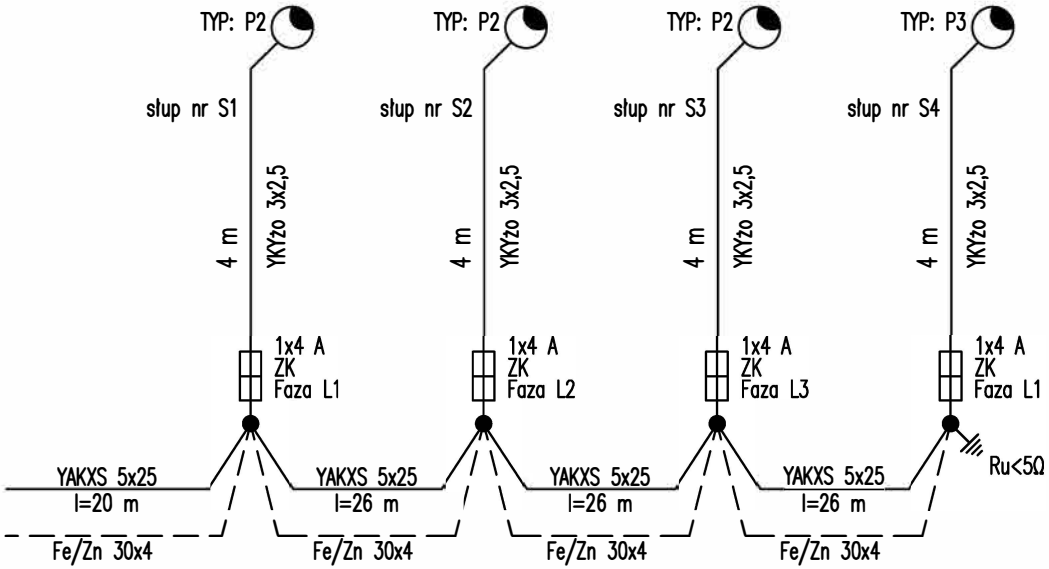 TYP: P2
TYP: P2
TYP: P2
TYP: P3
słup nr S1
słup nr S2
słup nr S3
słup nr S4
4 m
YKYżo 3x2,5
4 m
YKYżo 3x2,5
4 m
YKYżo 3x2,5
4 m
YKYżo 3x2,5
1x4 A
ZK
Faza L1
1x4 A
ZK
Faza L2
1x4 A
ZK
Faza L3
1x4 A
ZK
Faza L1
Ru<5Ω
YAKXS 5x25
l=20 m
YAKXS 5x25
l=26 m
YAKXS 5x25
l=26 m
YAKXS 5x25
l=26 m
Fe/Zn 30x4
Fe/Zn 30x4
Fe/Zn 30x4
Fe/Zn 30x4